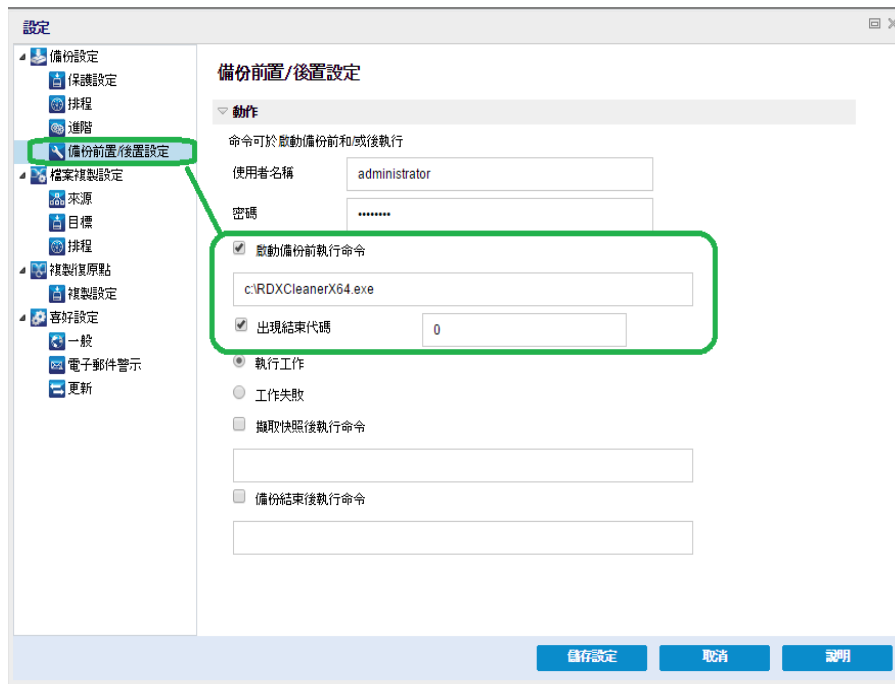 設定
備份設定
保護設定
排程
進階
備份前置/後置設定
檔案複製設定
來源
目標
排程
複製復原點
複製設定
喜好設定
一般
電子郵件警示
更新
備份前置/後置設定
動作
命令可於啟動備份前和/或後執行
使用者名稱 administrator
密碼 ••••••••
啟動備份前執行命令
c:\RDXCleanerX64.exe
出現結束代碼 0
執行工作
工作失敗
擷取快照後執行命令
備份結束後執行命令
儲存設定 取消 說明